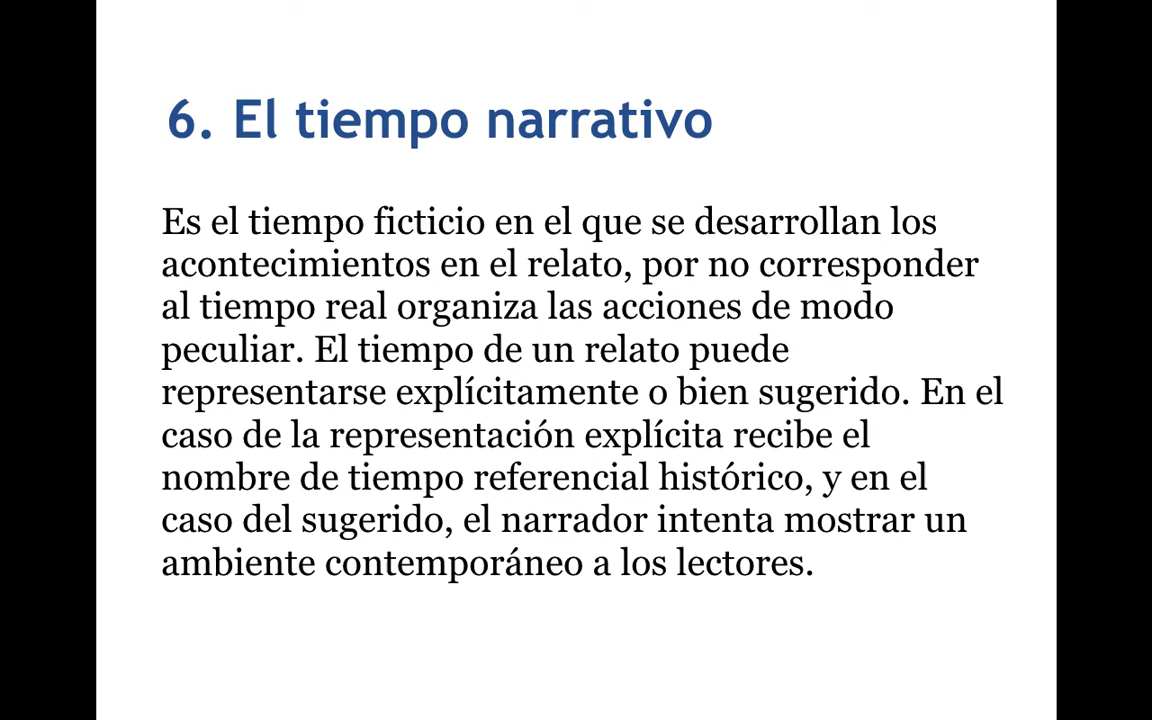 6. El tiempo narrativo
Es el tiempo ficticio en el que se desarrollan los
acontecimientos en el relato, por no corresponder
al tiempo real organiza las acciones de modo
peculiar. El tiempo de un relato puede
representarse explícitamente o bien sugerido. En el
caso de la representación explícita recibe el
nombre de tiempo referencial histórico, y en el
caso del sugerido, el narrador intenta mostrar un
ambiente contemporáneo a los lectores.